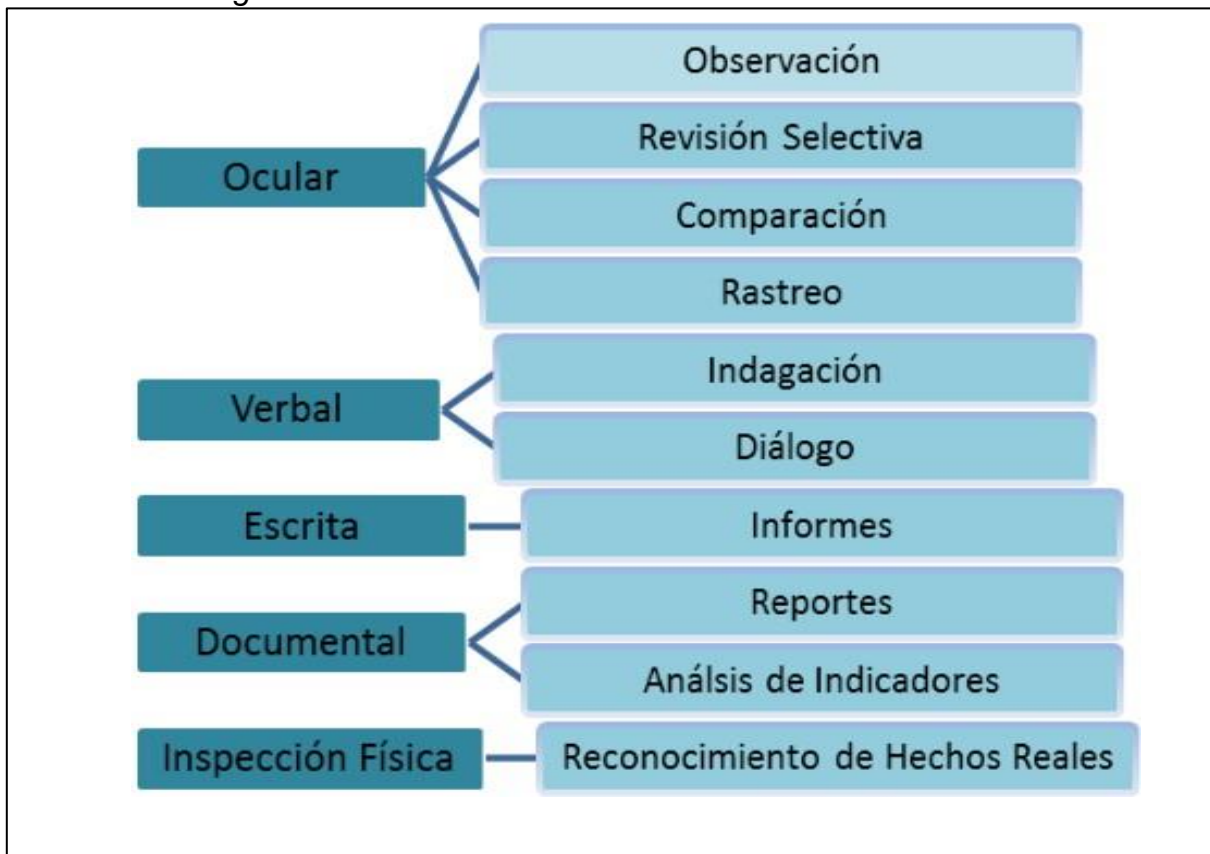 Ocular
Observación
Revisión Selectiva
Comparación
Rastreo
Verbal
Indagación
Diálogo
Escrita
Informes
Documental
Reportes
Análsis de Indicadores
Inspección Física
Reconocimiento de Hechos Reales